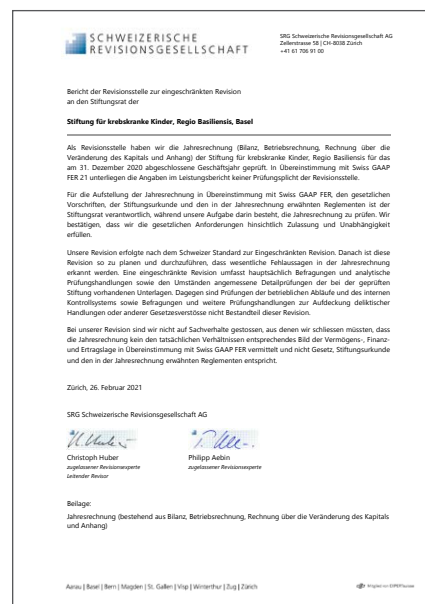 SCHWEIZERISCHE
REVISIONSGESELLSCHAFT
SRG Schweizerische Revisionsgesellschaft AG
Zellerstrasse 58 | CH-8038 Zürich
+41 61 706 91 00
Bericht der Revisionsstelle zur eingeschränkten Revision
an den Stiftungsrat der
Stiftung für krebskranke Kinder, Regio Basiliensis, Basel
Als Revisionsstelle haben wir die Jahresrechnung (Bilanz, Betriebsrechnung, Rechnung über die
Veränderung des Kapitals und Anhang) der Stiftung für krebskranke Kinder, Regio Basiliensis für das
am 31. Dezember 2020 abgeschlossene Geschäftsjahr geprüft. In Übereinstimmung mit Swiss GAAP
FER 21 unterliegen die Angaben im Leistungsbericht keiner Prüfungspflicht der Revisionsstelle.
Für die Aufstellung der Jahresrechnung in Übereinstimmung mit Swiss GAAP FER, den gesetzlichen
Vorschriften, der Stiftungsurkunde und den in der Jahresrechnung erwähnten Reglementen ist der
Stiftungsrat verantwortlich, während unsere Aufgabe darin besteht, die Jahresrechnung zu prüfen. Wir
bestätigen, dass wir die gesetzlichen Anforderungen hinsichtlich Zulassung und Unabhängigkeit
erfüllen.
Unsere Revision erfolgte nach dem Schweizer Standard zur Eingeschränkten Revision. Danach ist diese
Revision so zu planen und durchzuführen, dass wesentliche Fehlaussagen in der Jahresrechnung
erkannt werden. Eine eingeschränkte Revision umfasst hauptsächlich Befragungen und analytische
Prüfungshandlungen sowie den Umständen angemessene Detailprüfungen der bei der geprüften
Stiftung vorhandenen Unterlagen. Dagegen sind Prüfungen der betrieblichen Abläufe und des internen
Kontrollsystems sowie Befragungen und weitere Prüfungshandlungen zur Aufdeckung deliktischer
Handlungen oder anderer Gesetzesverstösse nicht Bestandteil dieser Revision.
Bei unserer Revision sind wir nicht auf Sachverhalte gestossen, aus denen wir schliessen müssten, dass
die Jahresrechnung kein den tatsächlichen Verhältnissen entsprechendes Bild der Vermögens-, Finanz-
und Ertragslage in Übereinstimmung mit Swiss GAAP FER vermittelt und nicht Gesetz, Stiftungsurkunde
und den in der Jahresrechnung erwähnten Reglementen entspricht.
Zürich, 26. Februar 2021
SRG Schweizerische Revisionsgesellschaft AG
Christoph Huber
Philipp Aebin
zugelassener Revisionsexperte
zugelassener Revisionsexperte
Leitender Revisor
Beilage:
Jahresrechnung (bestehend aus Bilanz, Betriebsrechnung, Rechnung über die Veränderung des Kapitals
und Anhang)
Aarau | Basel | Bern | Magden | St. Gallen | Visp | Winterthur | Zug | Zürich